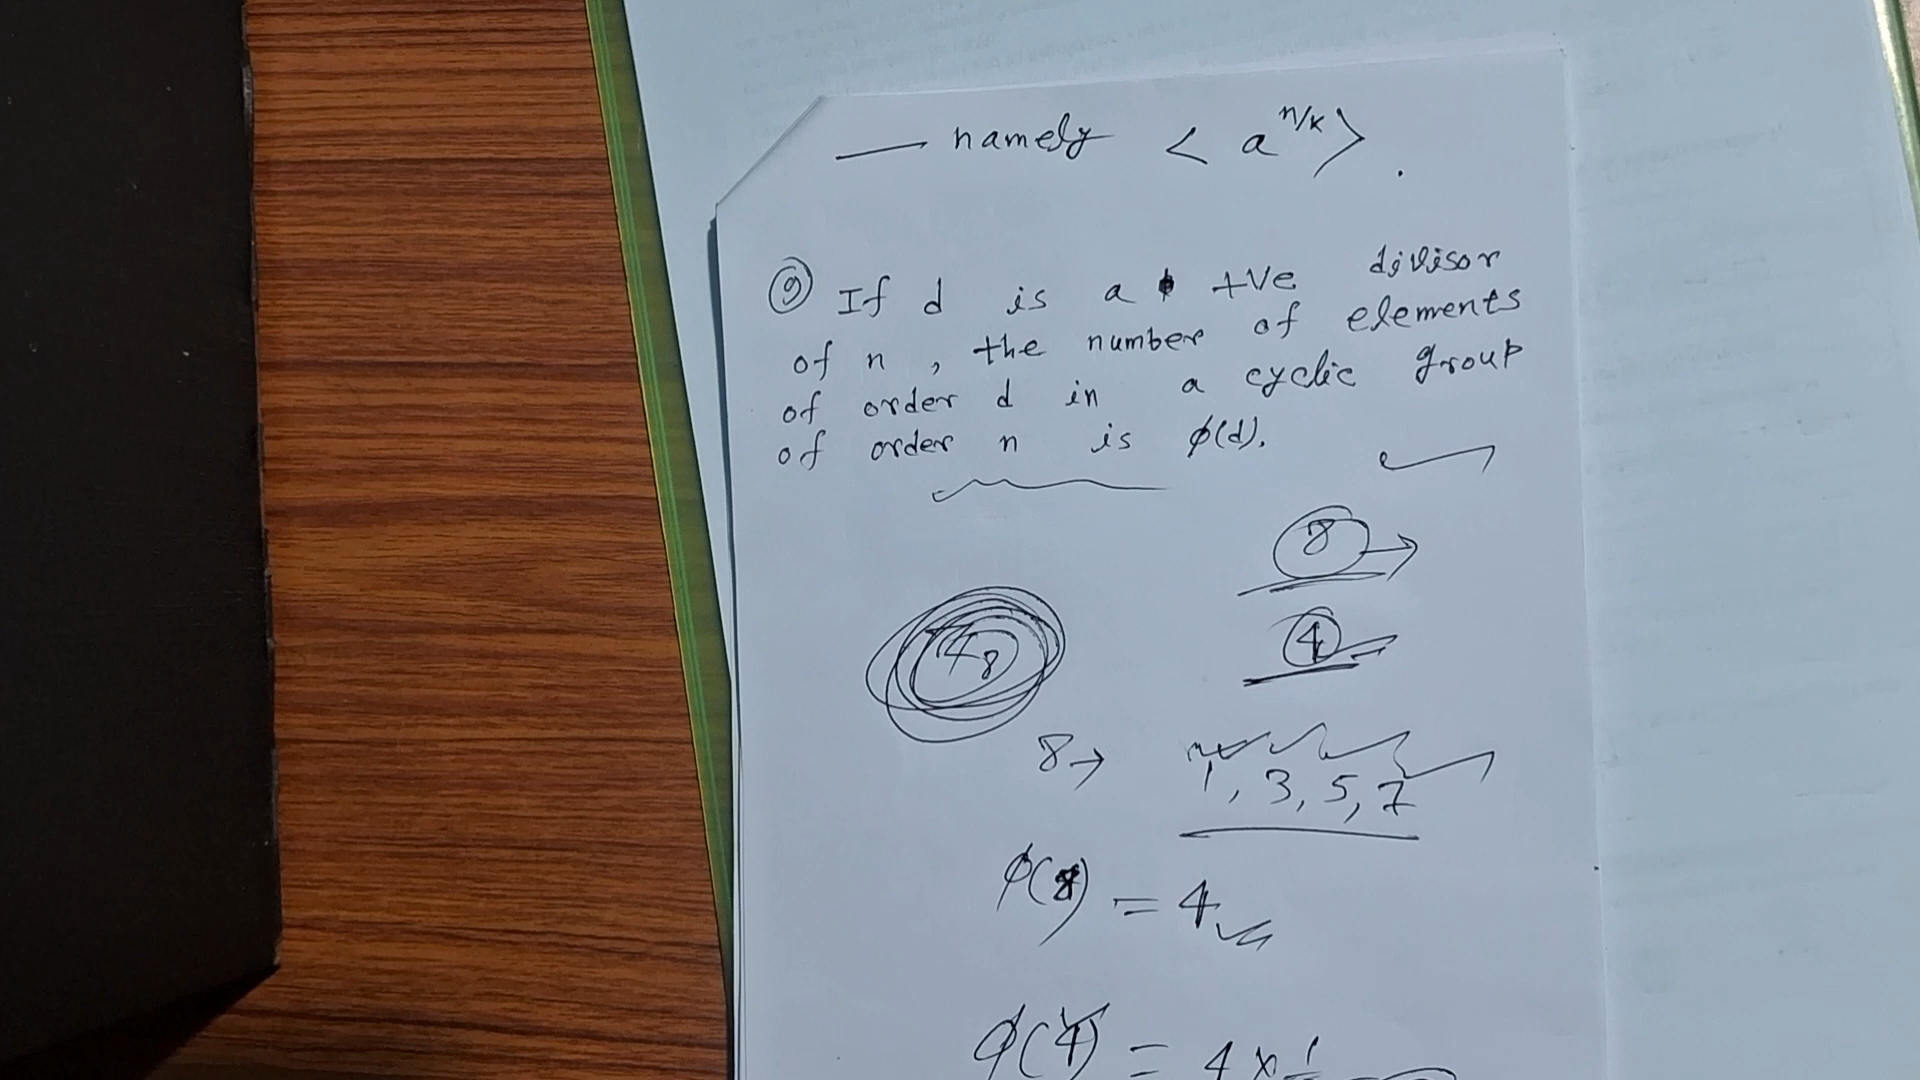 — namely < a^{n/k} > .
⑨ If d is a +ve divisor
of n, the number of elements
of order d in a cyclic group
of order n is ϕ(d).
8 →
4
8 → 1, 3, 5, 7
ϕ(8) = 4
ϕ(4) = 4 ×